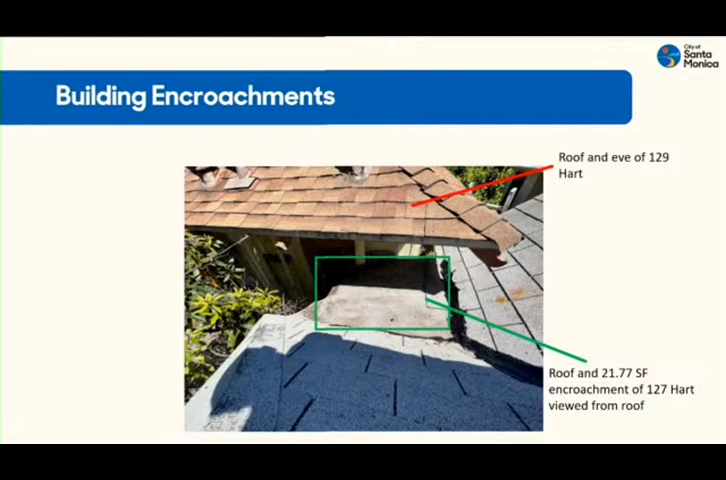 City of
Santa
Monica
Building Encroachments
Roof and eve of 129
Hart
Roof and 21.77 SF
encroachment of 127 Hart
viewed from roof